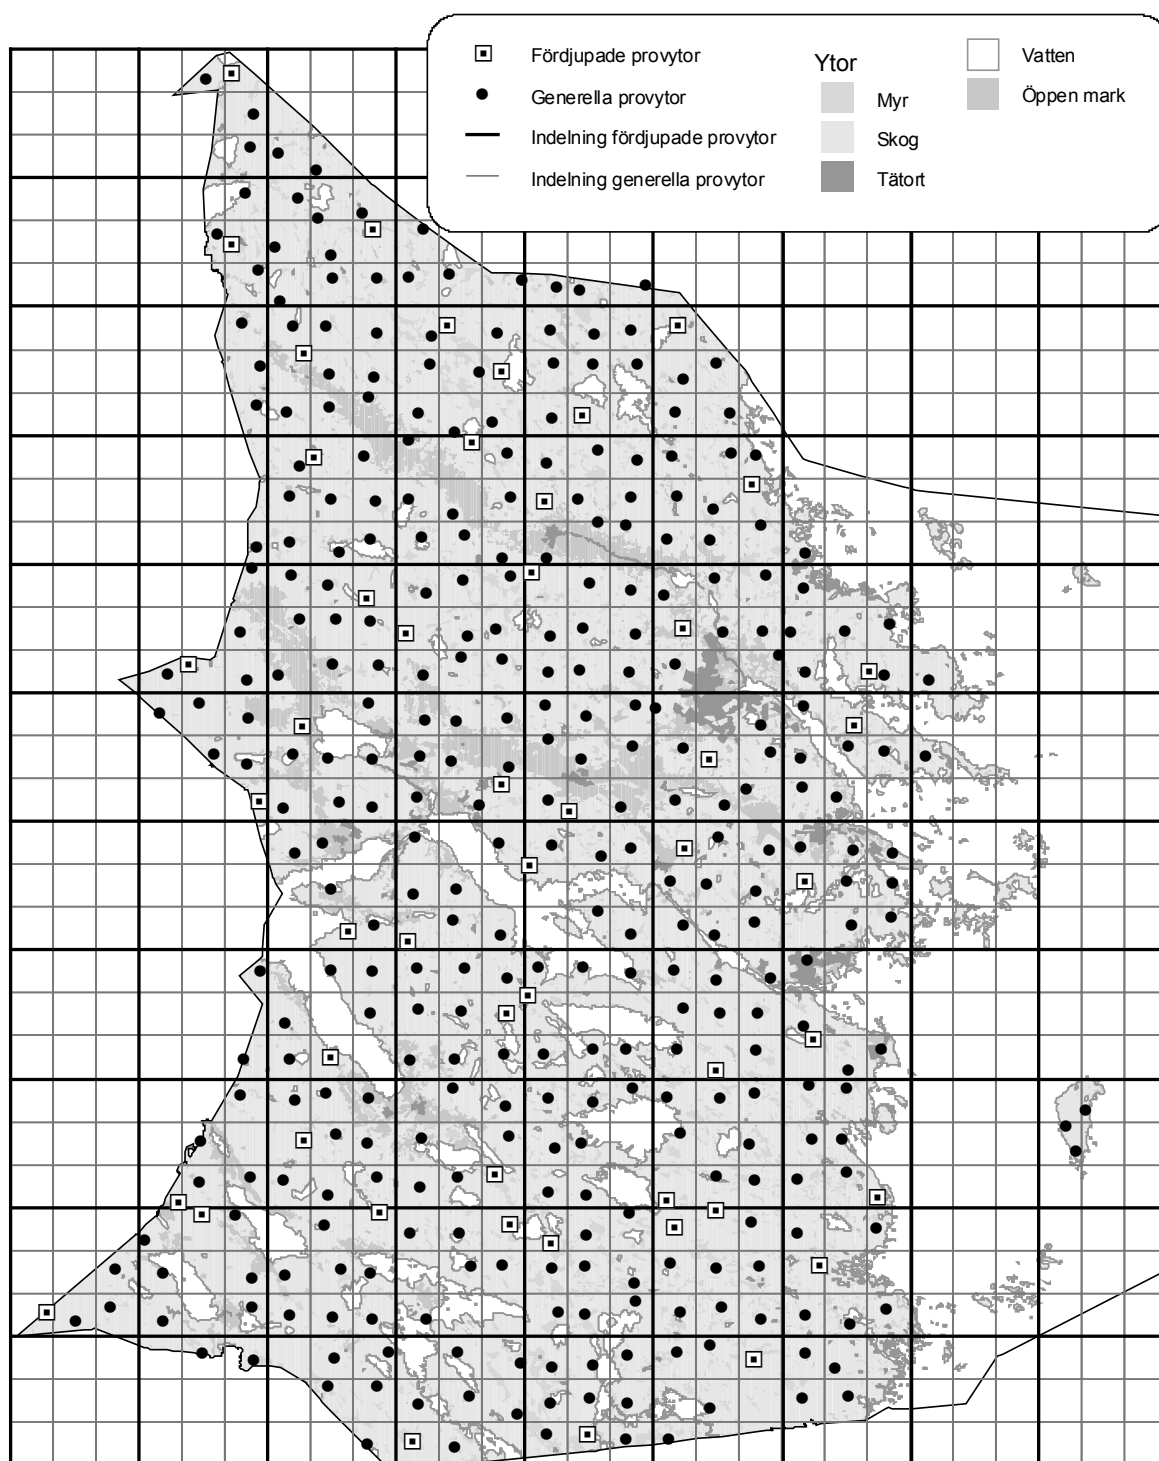 Fördjupade provytor
Generella provytor
Indelning fördjupade provytor
Indelning generella provytor
Ytor
Myr
Skog
Tätort
Vatten
Öppen mark